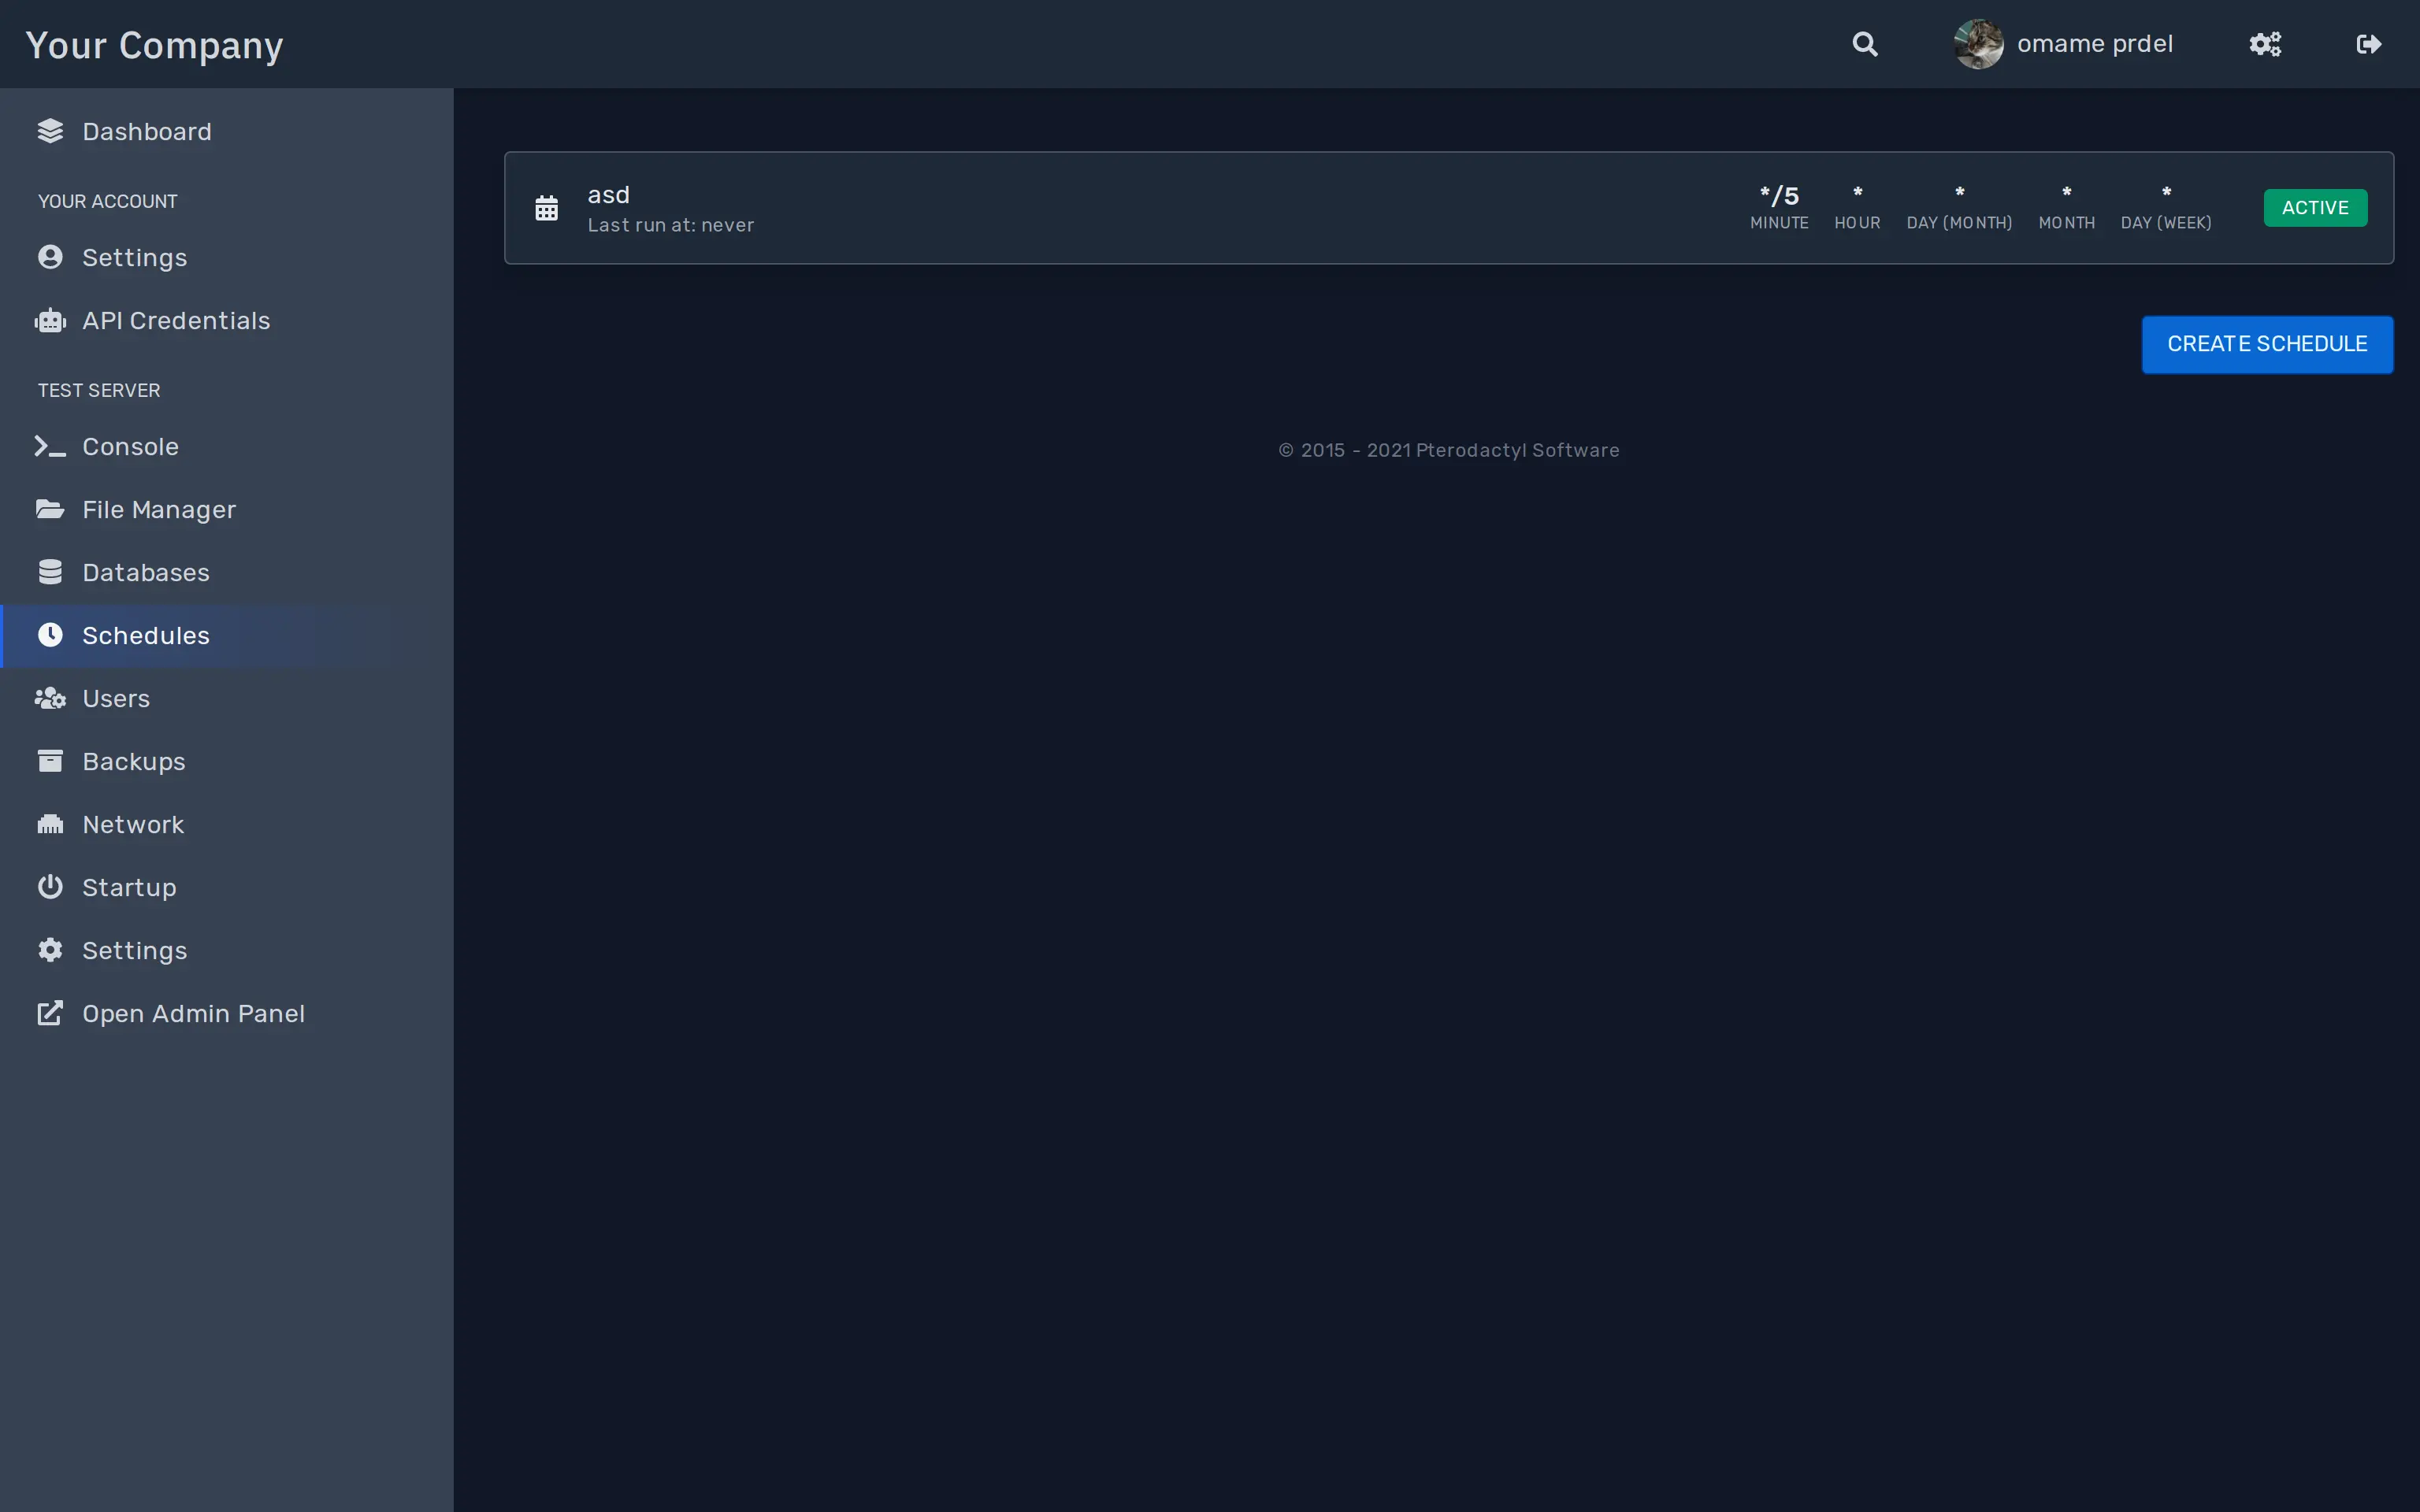 Your Company
omame prdel
Dashboard
YOUR ACCOUNT
Settings
API Credentials
TEST SERVER
Console
File Manager
Databases
Schedules
Users
Backups
Network
Startup
Settings
Open Admin Panel
asd
Last run at: never
*/5 * * * *
MINUTE HOUR DAY (MONTH) MONTH DAY (WEEK)
ACTIVE
CREATE SCHEDULE
© 2015 - 2021 Pterodactyl Software